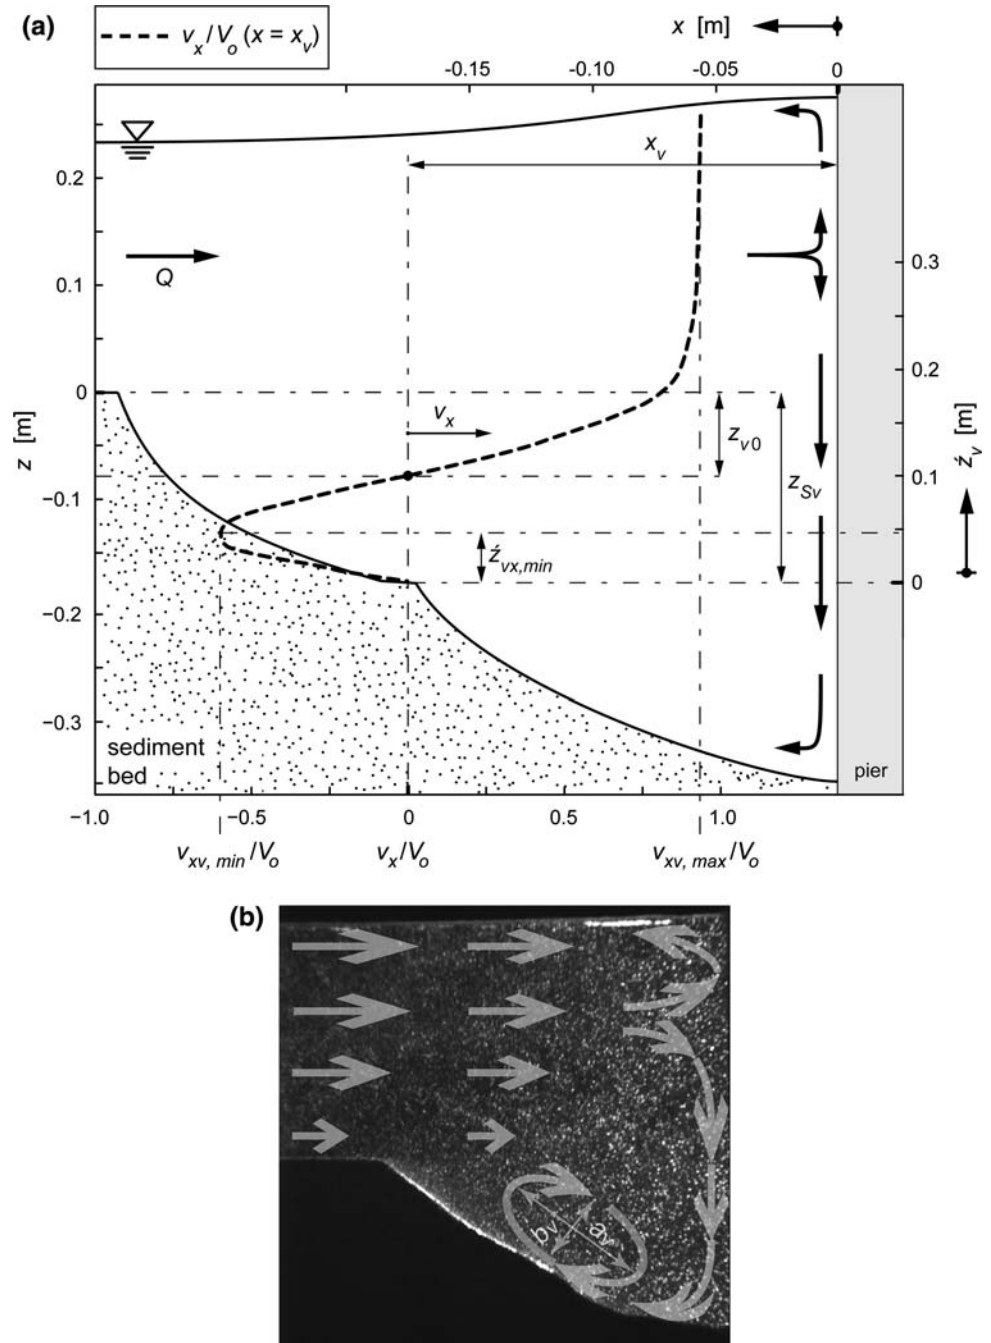 (a)
v_x/V_o (x = x_v)
x [m]
-0.15 -0.10 -0.05 0
x_v
0.2
Q
0.3
0.1
0.2
0
v_x
z_v0
z [m]
ź_v [m]
-0.1
0.1
z_Sv
ź_vx,min
0
-0.2
-0.3
sediment
bed
pier
-1.0 -0.5 0 0.5 1.0
v_xv, min/V_o v_x/V_o v_xv, max/V_o
(b)
b_v a_v